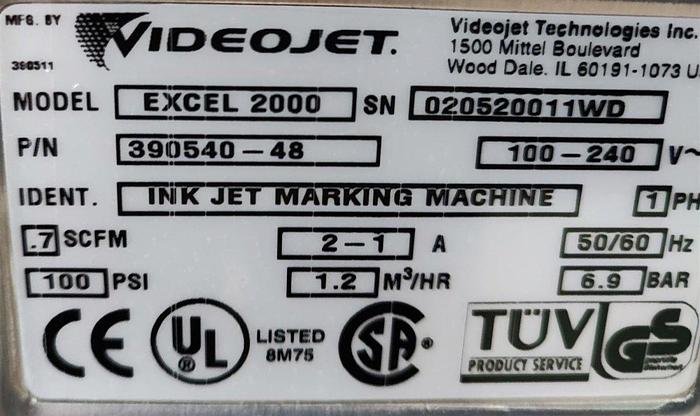 MFG. BY VIDEOJET. Videojet Technologies Inc.
1500 Mittel Boulevard
390511 Wood Dale, IL 60191-1073 U
MODEL EXCEL 2000 SN 020520011WD
P/N 390540-48 100-240 V~
IDENT. INK JET MARKING MACHINE 1 PH
.7 SCFM 2-1 A 50/60 Hz
100 PSI 1.2 M³/HR 6.9 BAR
CE UL ® LISTED 8M75 SA ® TÜV PRODUCT SERVICE GS